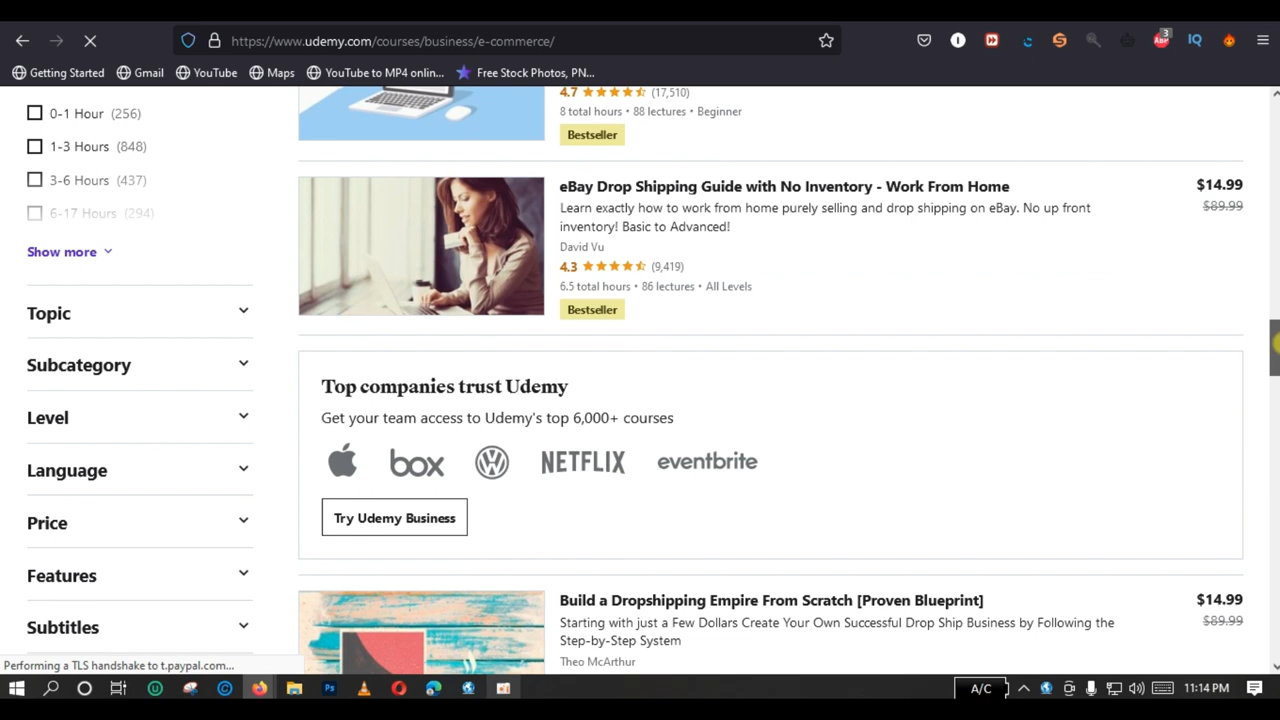 https://www.udemy.com/courses/business/e-commerce/
3
ABP
IQ
Getting Started
Gmail
YouTube
Maps
YouTube to MP4 onlin...
Free Stock Photos, PN...
0-1 Hour (256)
1-3 Hours (848)
3-6 Hours (437)
6-17 Hours (294)
Show more
Topic
Subcategory
Level
Language
Price
Features
Subtitles
4.7 (17,510)
8 total hours • 88 lectures • Beginner
Bestseller
eBay Drop Shipping Guide with No Inventory - Work From Home
$14.99
Learn exactly how to work from home purely selling and drop shipping on eBay. No up front
$89.99
inventory! Basic to Advanced!
David Vu
4.3 (9,419)
6.5 total hours • 86 lectures • All Levels
Bestseller
Top companies trust Udemy
Get your team access to Udemy's top 6,000+ courses
box
NETFLIX
eventbrite
Try Udemy Business
Build a Dropshipping Empire From Scratch [Proven Blueprint]
$14.99
Starting with just a Few Dollars Create Your Own Successful Drop Ship Business by Following the
$89.99
Step-by-Step System
Theo McArthur
Performing a TLS handshake to t.paypal.com...
Ps
A/C
11:14 PM